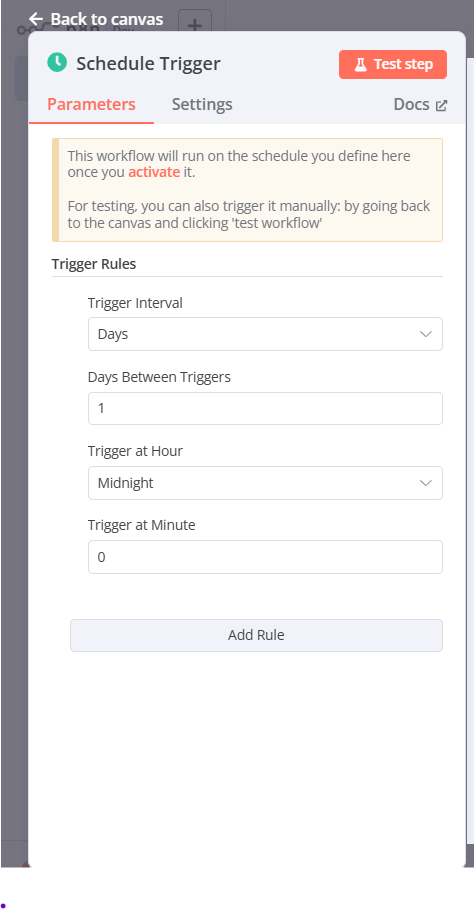 Back to canvas
Schedule Trigger
Test step
Parameters
Settings
Docs
This workflow will run on the schedule you define here
once you activate it.
For testing, you can also trigger it manually: by going back
to the canvas and clicking 'test workflow'
Trigger Rules
Trigger Interval
Days
Days Between Triggers
1
Trigger at Hour
Midnight
Trigger at Minute
0
Add Rule